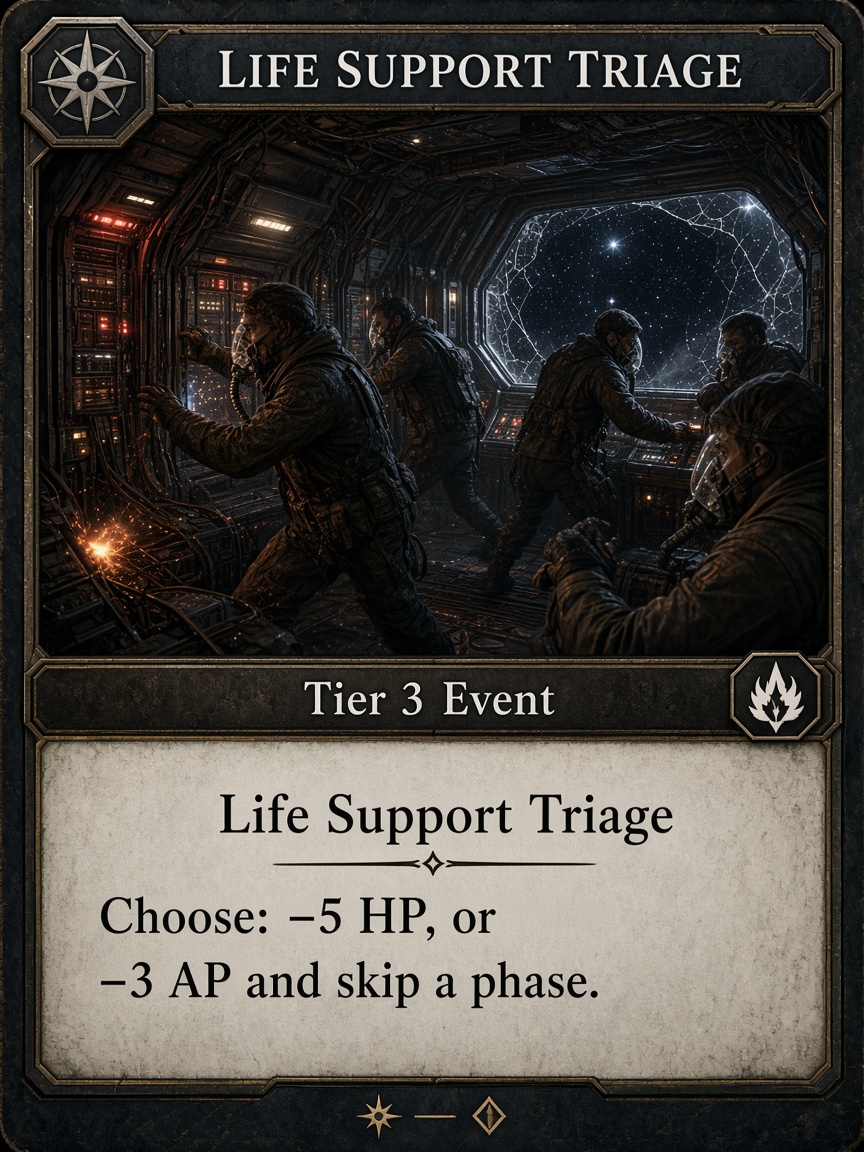 LIFE SUPPORT TRIAGE
Tier 3 Event
Life Support Triage
Choose: –5 HP, or
–3 AP and skip a phase.